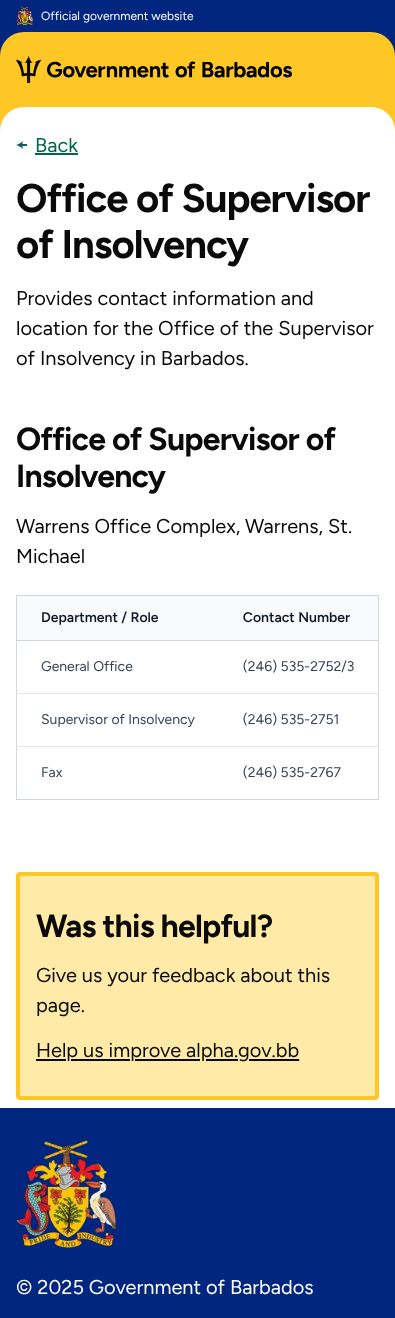 Official government website
Government of Barbados
Back
Office of Supervisor
of Insolvency
Provides contact information and
location for the Office of the Supervisor
of Insolvency in Barbados.
Office of Supervisor of
Insolvency
Warrens Office Complex, Warrens, St.
Michael
Department / Role Contact Number
General Office (246) 535-2752/3
Supervisor of Insolvency (246) 535-2751
Fax (246) 535-2767
Was this helpful?
Give us your feedback about this
page.
Help us improve alpha.gov.bb
PRIDE AND INDUSTRY
© 2025 Government of Barbados